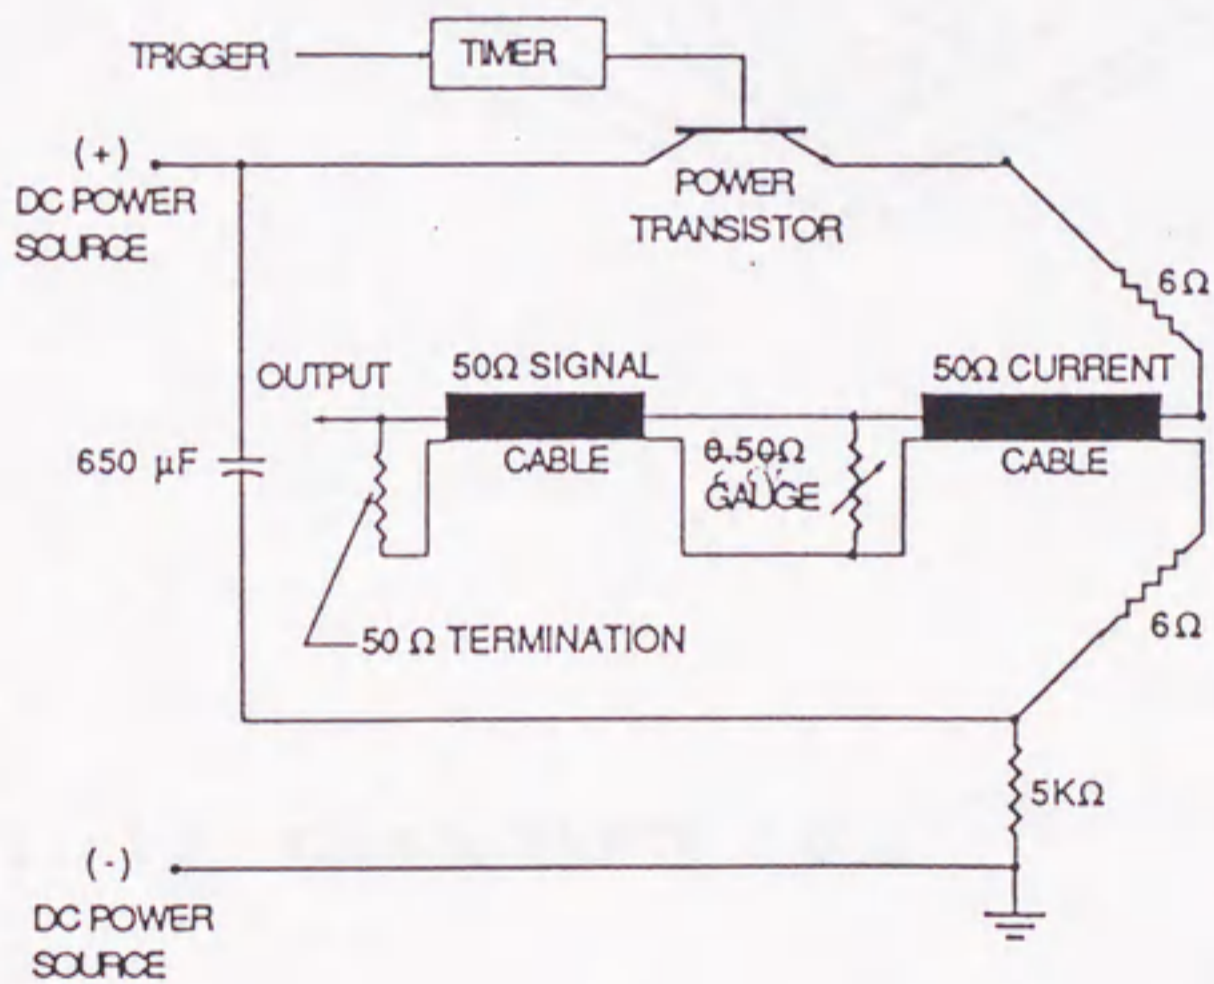 TRIGGER
TIMER
(+)
DC POWER
SOURCE
POWER
TRANSISTOR
6Ω
OUTPUT
50Ω SIGNAL
CABLE
50Ω CURRENT
CABLE
650 μF
GAUGE
50 Ω TERMINATION
6Ω
5KΩ
(-)
DC POWER
SOURCE